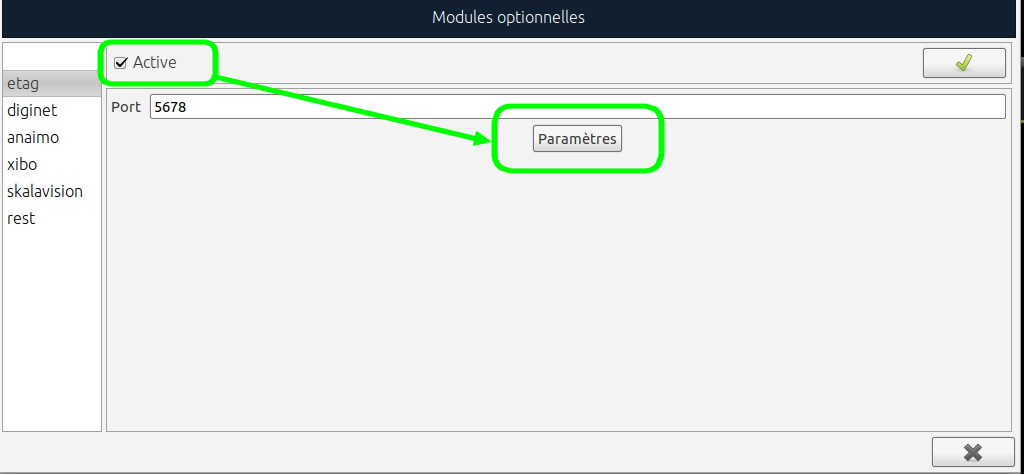 Modules optionnelles
Active
etag
diginet
anaimo
xibo
skalavision
rest
Port 5678
Paramètres